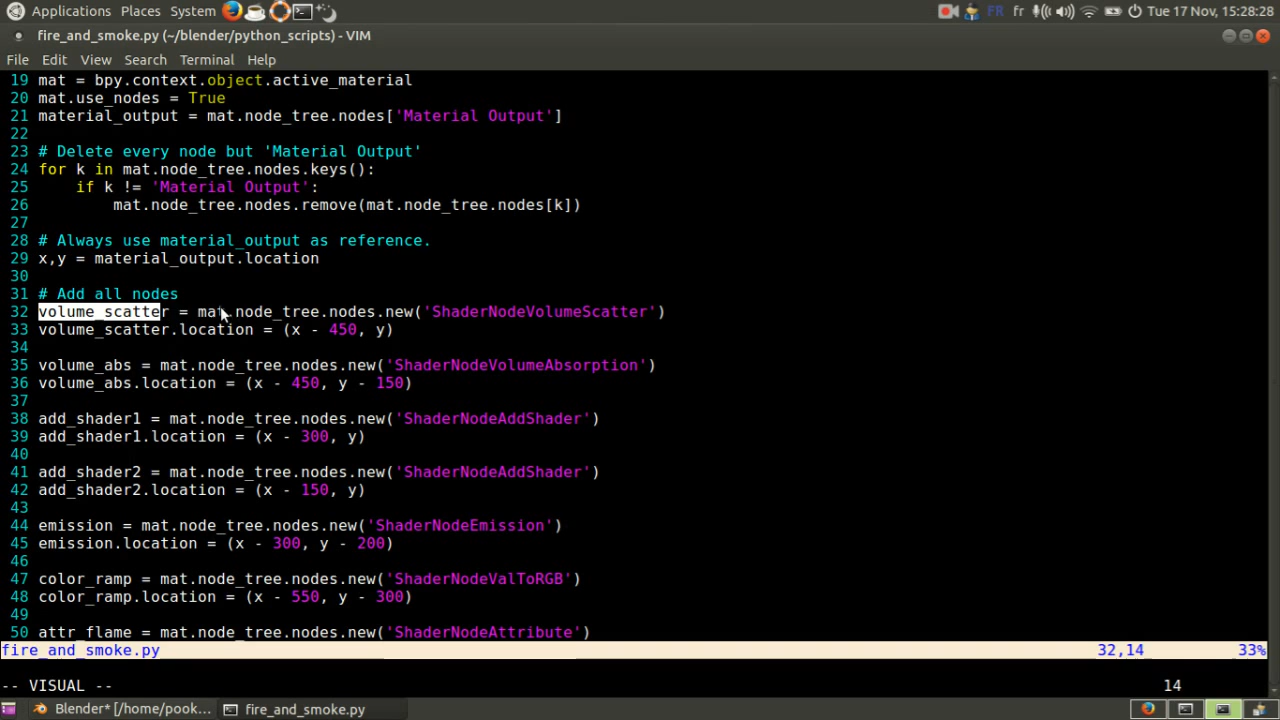 Applications Places System FR fr Tue 17 Nov, 15:28:28
fire_and_smoke.py (~/blender/python_scripts) - VIM
File Edit View Search Terminal Help
19 mat = bpy.context.object.active_material
20 mat.use_nodes = True
21 material_output = mat.node_tree.nodes['Material Output']
22
23 # Delete every node but 'Material Output'
24 for k in mat.node_tree.nodes.keys():
25     if k != 'Material Output':
26         mat.node_tree.nodes.remove(mat.node_tree.nodes[k])
27
28 # Always use material_output as reference.
29 x,y = material_output.location
30
31 # Add all nodes
32 volume_scatter = mat.node_tree.nodes.new('ShaderNodeVolumeScatter')
33 volume_scatter.location = (x - 450, y)
34
35 volume_abs = mat.node_tree.nodes.new('ShaderNodeVolumeAbsorption')
36 volume_abs.location = (x - 450, y - 150)
37
38 add_shader1 = mat.node_tree.nodes.new('ShaderNodeAddShader')
39 add_shader1.location = (x - 300, y)
40
41 add_shader2 = mat.node_tree.nodes.new('ShaderNodeAddShader')
42 add_shader2.location = (x - 150, y)
43
44 emission = mat.node_tree.nodes.new('ShaderNodeEmission')
45 emission.location = (x - 300, y - 200)
46
47 color_ramp = mat.node_tree.nodes.new('ShaderNodeValToRGB')
48 color_ramp.location = (x - 550, y - 300)
49
50 attr_flame = mat.node_tree.nodes.new('ShaderNodeAttribute')
fire_and_smoke.py 32,14 33%
-- VISUAL -- 14
Blender* [/home/pook... fire_and_smoke.py